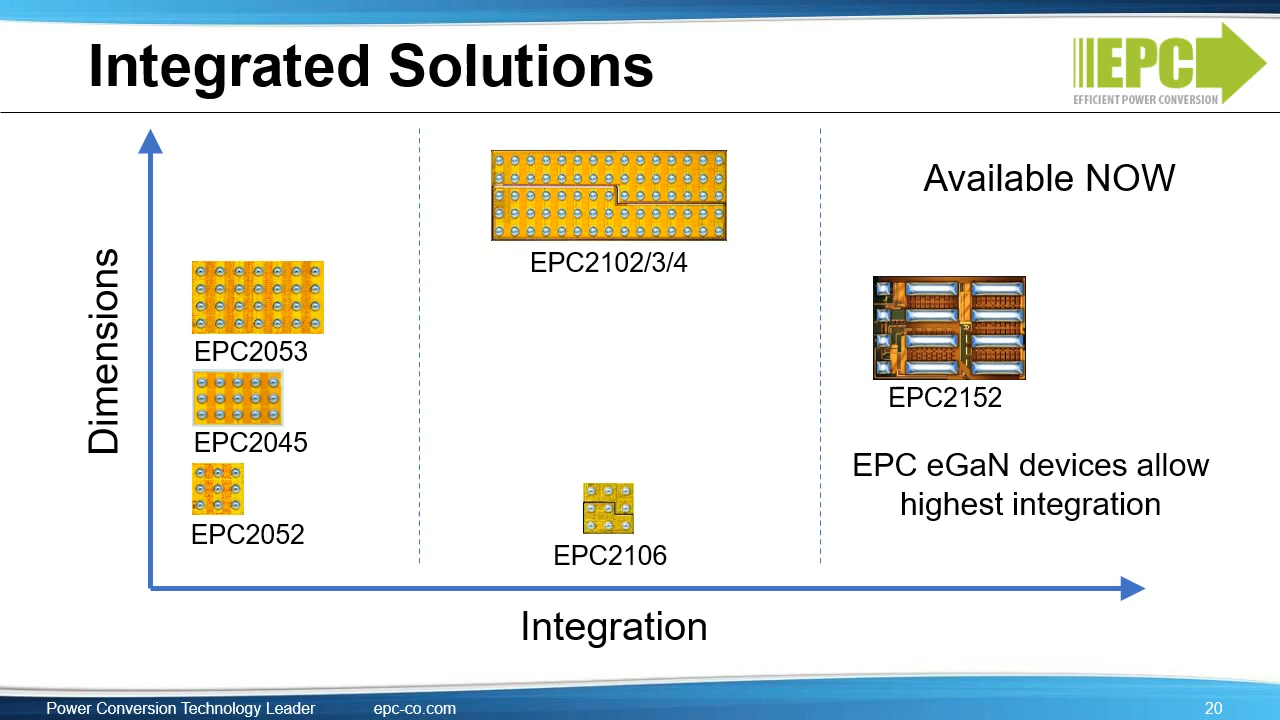 Integrated Solutions
EPC
EFFICIENT POWER CONVERSION
Dimensions
EPC2053
EPC2045
EPC2052
EPC2102/3/4
EPC2106
Available NOW
EPC2152
EPC eGaN devices allow
highest integration
Integration
Power Conversion Technology Leader
epc-co.com
20